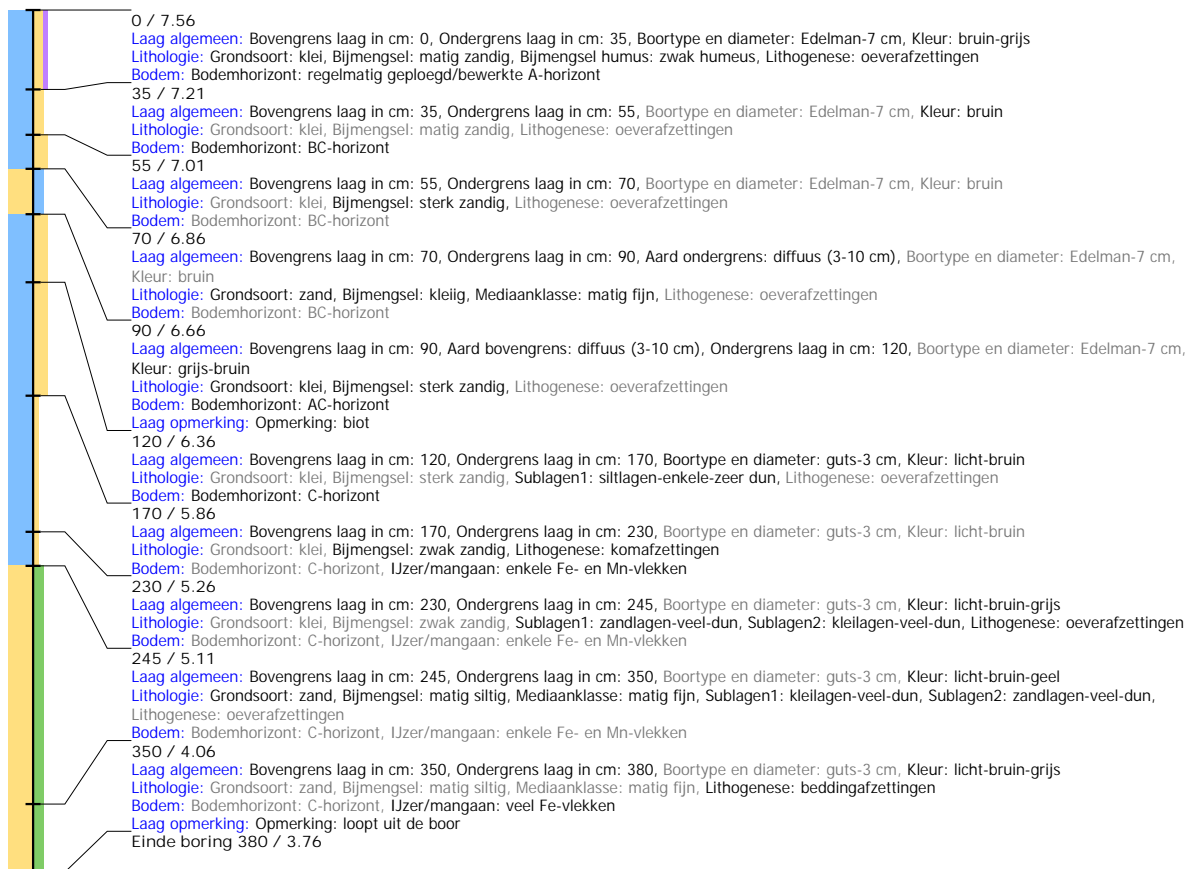 0 / 7.56
Laag algemeen: Bovengrens laag in cm: 0, Ondergrens laag in cm: 35, Boortype en diameter: Edelman-7 cm, Kleur: bruin-grijs
Lithologie: Grondsoort: klei, Bijmengsel: matig zandig, Bijmengsel humus: zwak humeus, Lithogenese: oeverafzettingen
Bodem: Bodemhorizont: regelmatig geploegd/bewerkte A-horizont
35 / 7.21
Laag algemeen: Bovengrens laag in cm: 35, Ondergrens laag in cm: 55, Boortype en diameter: Edelman-7 cm, Kleur: bruin
Lithologie: Grondsoort: klei, Bijmengsel: matig zandig, Lithogenese: oeverafzettingen
Bodem: Bodemhorizont: BC-horizont
55 / 7.01
Laag algemeen: Bovengrens laag in cm: 55, Ondergrens laag in cm: 70, Boortype en diameter: Edelman-7 cm, Kleur: bruin
Lithologie: Grondsoort: klei, Bijmengsel: sterk zandig, Lithogenese: oeverafzettingen
Bodem: Bodemhorizont: BC-horizont
70 / 6.86
Laag algemeen: Bovengrens laag in cm: 70, Ondergrens laag in cm: 90, Aard ondergrens: diffuus (3-10 cm), Boortype en diameter: Edelman-7 cm,
Kleur: bruin
Lithologie: Grondsoort: zand, Bijmengsel: kleiig, Mediaanklasse: matig fijn, Lithogenese: oeverafzettingen
Bodem: Bodemhorizont: BC-horizont
90 / 6.66
Laag algemeen: Bovengrens laag in cm: 90, Aard bovengrens: diffuus (3-10 cm), Ondergrens laag in cm: 120, Boortype en diameter: Edelman-7 cm,
Kleur: grijs-bruin
Lithologie: Grondsoort: klei, Bijmengsel: sterk zandig, Lithogenese: oeverafzettingen
Bodem: Bodemhorizont: AC-horizont
Laag opmerking: Opmerking: biot
120 / 6.36
Laag algemeen: Bovengrens laag in cm: 120, Ondergrens laag in cm: 170, Boortype en diameter: guts-3 cm, Kleur: licht-bruin
Lithologie: Grondsoort: klei, Bijmengsel: sterk zandig, Sublagen1: siltlagen-enkele-zeer dun, Lithogenese: oeverafzettingen
Bodem: Bodemhorizont: C-horizont
170 / 5.86
Laag algemeen: Bovengrens laag in cm: 170, Ondergrens laag in cm: 230, Boortype en diameter: guts-3 cm, Kleur: licht-bruin
Lithologie: Grondsoort: klei, Bijmengsel: zwak zandig, Lithogenese: komafzettingen
Bodem: Bodemhorizont: C-horizont, IJzer/mangaan: enkele Fe- en Mn-vlekken
230 / 5.26
Laag algemeen: Bovengrens laag in cm: 230, Ondergrens laag in cm: 245, Boortype en diameter: guts-3 cm, Kleur: licht-bruin-grijs
Lithologie: Grondsoort: klei, Bijmengsel: zwak zandig, Sublagen1: zandlagen-veel-dun, Sublagen2: kleilagen-veel-dun, Lithogenese: oeverafzettingen
Bodem: Bodemhorizont: C-horizont, IJzer/mangaan: enkele Fe- en Mn-vlekken
245 / 5.11
Laag algemeen: Bovengrens laag in cm: 245, Ondergrens laag in cm: 350, Boortype en diameter: guts-3 cm, Kleur: licht-bruin-geel
Lithologie: Grondsoort: zand, Bijmengsel: matig siltig, Mediaanklasse: matig fijn, Sublagen1: kleilagen-veel-dun, Sublagen2: zandlagen-veel-dun,
Lithogenese: oeverafzettingen
Bodem: Bodemhorizont: C-horizont, IJzer/mangaan: enkele Fe- en Mn-vlekken
350 / 4.06
Laag algemeen: Bovengrens laag in cm: 350, Ondergrens laag in cm: 380, Boortype en diameter: guts-3 cm, Kleur: licht-bruin-grijs
Lithologie: Grondsoort: zand, Bijmengsel: matig siltig, Mediaanklasse: matig fijn, Lithogenese: beddingafzettingen
Bodem: Bodemhorizont: C-horizont, IJzer/mangaan: veel Fe-vlekken
Laag opmerking: Opmerking: loopt uit de boor
Einde boring 380 / 3.76